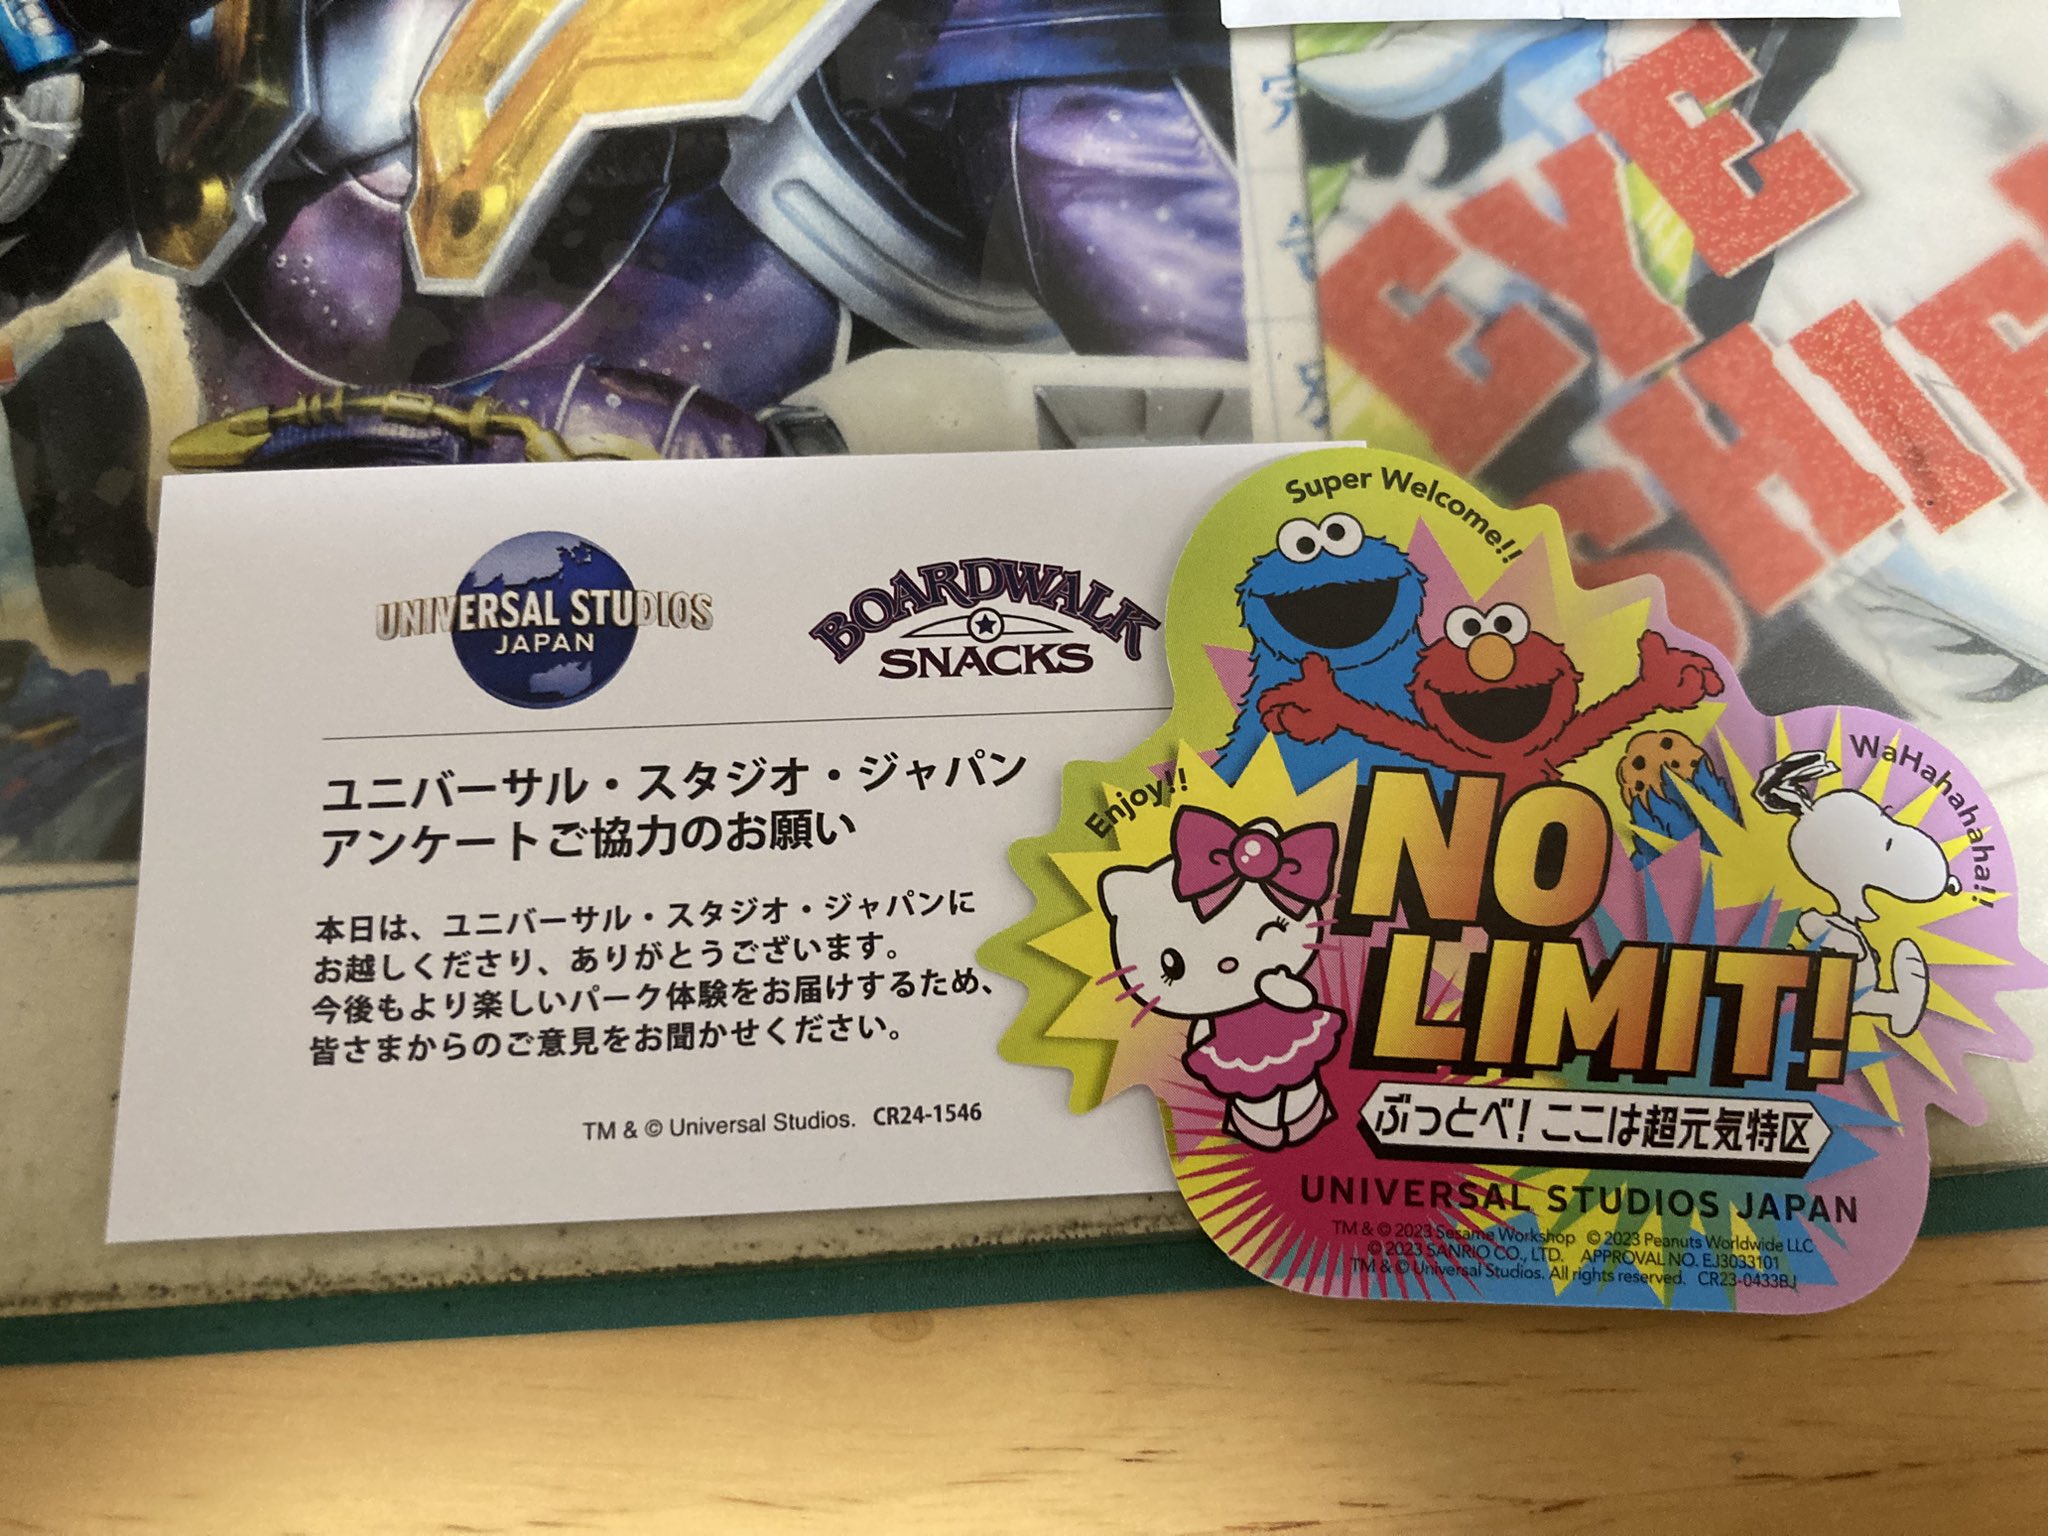 EYE
UNIVERSAL STUDIOS
JAPAN
BOARDWALK
SNACKS
ユニバーサル・スタジオ・ジャパン
アンケートご協力のお願い
本日は、ユニバーサル・スタジオ・ジャパンに
お越しくださり、ありがとうございます。
今後もより楽しいパーク体験をお届けするため、
皆さまからのご意見をお聞かせください。
TM & © Universal Studios. CR24-1546
Super Welcome!!
Enjoy!!
WaHahahaha!!
NO
LIMIT!
ぶっとべ!ここは超元気特区
UNIVERSAL STUDIOS JAPAN
TM & © 2023 Sesame Workshop © 2023 Peanuts Worldwide LLC
© 2023 SANRIO CO., LTD. APPROVAL NO. EJ3033101
TM & © Universal Studios. All rights reserved. CR23-0433BJ